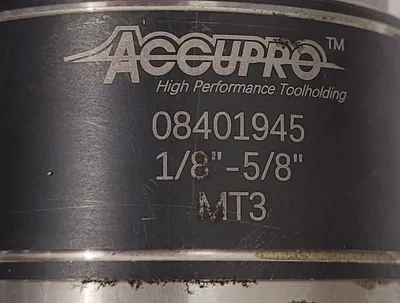 ACCUPRO™
High Performance Toolholding
08401945
1/8"-5/8"
MT3